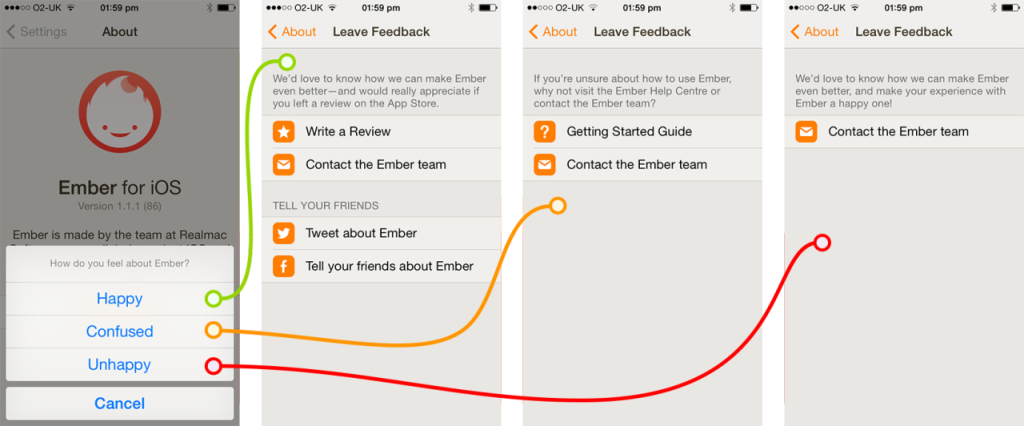 O2-UK 01:59 pm
Settings About
Ember for iOS
Version 1.1.1 (86)
Ember is made by the team at Realmac
How do you feel about Ember?
Happy
Confused
Unhappy
Cancel
O2-UK 01:59 pm
About Leave Feedback
We'd love to know how we can make Ember
even better—and would really appreciate if
you left a review on the App Store.
Write a Review
Contact the Ember team
TELL YOUR FRIENDS
Tweet about Ember
Tell your friends about Ember
O2-UK 01:59 pm
About Leave Feedback
If you're unsure about how to use Ember,
why not visit the Ember Help Centre or
contact the Ember team?
Getting Started Guide
Contact the Ember team
O2-UK 01:59 pm
About Leave Feedback
We'd love to know how we can make Ember
even better, and make your experience with
Ember a happy one!
Contact the Ember team